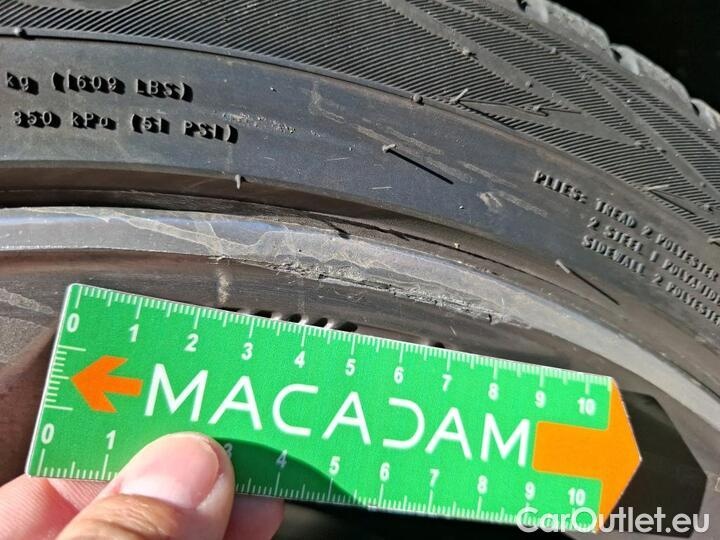 kg (1609 LBS)
350 kPa (51 PSI)
PLIES: TREAD 2 POLYESTER
2 STEEL 1 POLYAMIDE
SIDEWALL 2 POLYESTER
0 1 2 3 4 5 6 7 8 9 10
MACADAM
0 1 3 4 5 6 7 8 9 10
CarOutlet.eu